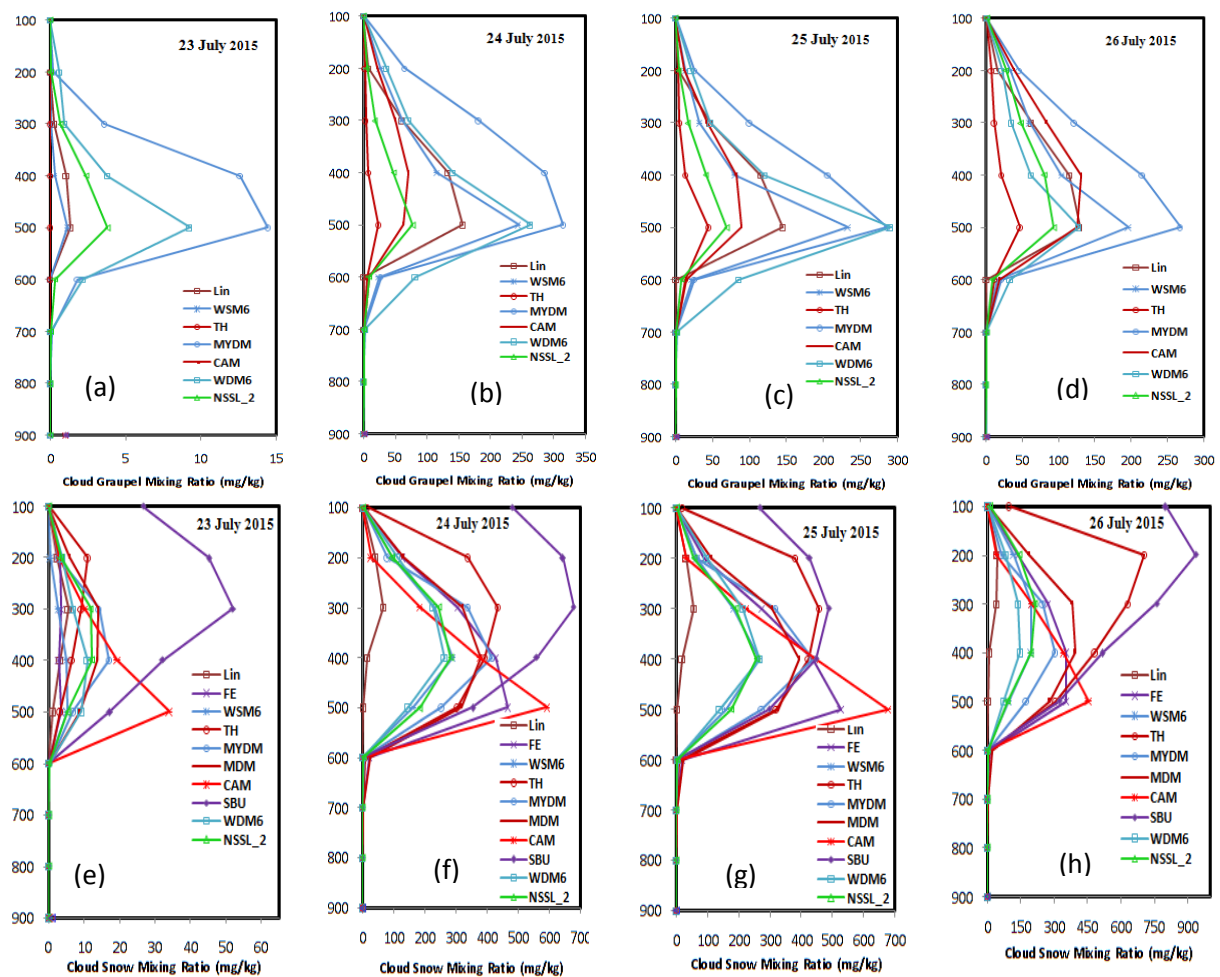 23 July 2015
100
200
300
400
500
600
700
800
900
0
5
10
15
Lin
WSM6
TH
MYDM
CAM
WDM6
NSSL_2
(a)
Cloud Graupel Mixing Ratio (mg/kg)
24 July 2015
100
200
300
400
500
600
700
800
900
0
50
100
150
200
250
300
350
Lin
WSM6
TH
MYDM
CAM
WDM6
NSSL_2
(b)
Cloud Graupel Mixing Ratio (mg/kg)
25 July 2015
100
200
300
400
500
600
700
800
900
0
50
100
150
200
250
300
Lin
WSM6
TH
MYDM
CAM
WDM6
NSSL_2
(c)
Cloud Graupel Mixing Ratio (mg/kg)
26 July 2015
100
200
300
400
500
600
700
800
900
0
50
100
150
200
250
300
Lin
WSM6
TH
MYDM
CAM
WDM6
NSSL_2
(d)
Cloud Graupel Mixing Ratio (mg/kg)
23 July 2015
100
200
300
400
500
600
700
800
900
0
10
20
30
40
50
60
Lin
FE
WSM6
TH
MYDM
MDM
CAM
SBU
WDM6
NSSL_2
(e)
Cloud Snow Mixing Ratio (mg/kg)
24 July 2015
100
200
300
400
500
600
700
800
900
0
100
200
300
400
500
600
Lin
FE
WSM6
TH
MYDM
MDM
CAM
SBU
WDM6
NSSL_2
(f)
Cloud Snow Mixing Ratio (mg/kg)
25 July 2015
100
200
300
400
500
600
700
800
900
0
100
200
300
400
500
600
700
Lin
FE
WSM6
TH
MYDM
MDM
CAM
SBU
WDM6
NSSL_2
(g)
Cloud Snow Mixing Ratio (mg/kg)
26 July 2015
100
200
300
400
500
600
700
800
900
0
150
300
450
600
750
900
Lin
FE
WSM6
TH
MYDM
MDM
CAM
SBU
WDM6
NSSL_2
(h)
Cloud Snow Mixing Ratio (mg/kg)